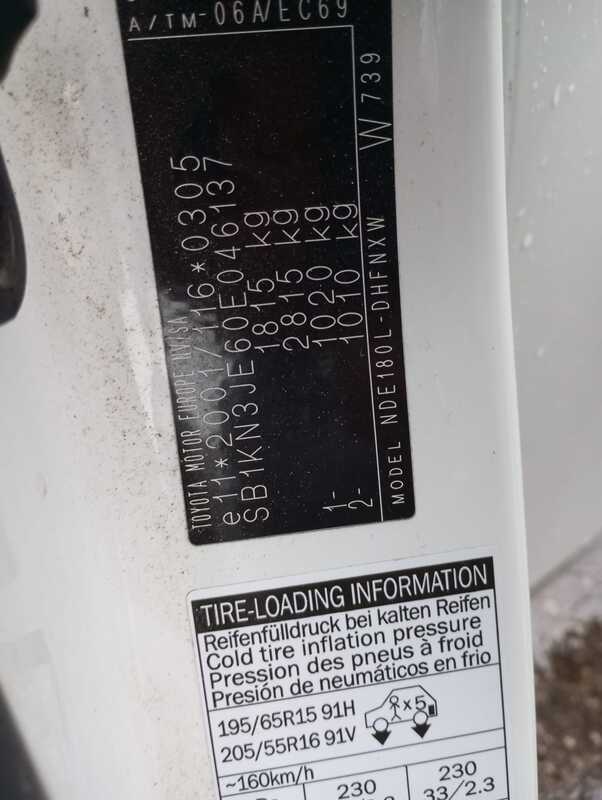 A/TM-06A/EC69
TOYOTA MOTOR EUROPE NV/SA
e11*2001/116*0305
SB1KN3JE60E046137
1815 kg
2815 kg
1- 1020 kg
2- 1010 kg
MODEL NDE180L-DHFNXW W739
TIRE-LOADING INFORMATION
Reifenfülldruck bei kalten Reifen
Cold tire inflation pressure
Pression des pneus à froid
Presión de neumáticos en frio
195/65R15 91H
205/55R16 91V
x5
~160km/h 230 230
33/2.3